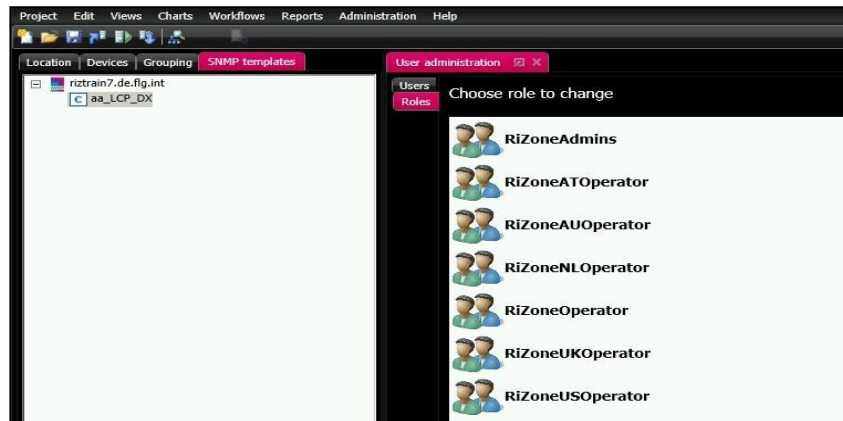 Project Edit Views Charts Workflows Reports Administration Help
Location Devices Grouping SNMP templates
User administration
riztrain7.de.flg.int
aa_LCP_DX
Users
Roles
Choose role to change
RiZoneAdmins
RiZoneATOperator
RiZoneAUOperator
RiZoneNLOperator
RiZoneOperator
RiZoneUKOperator
RiZoneUSOperator